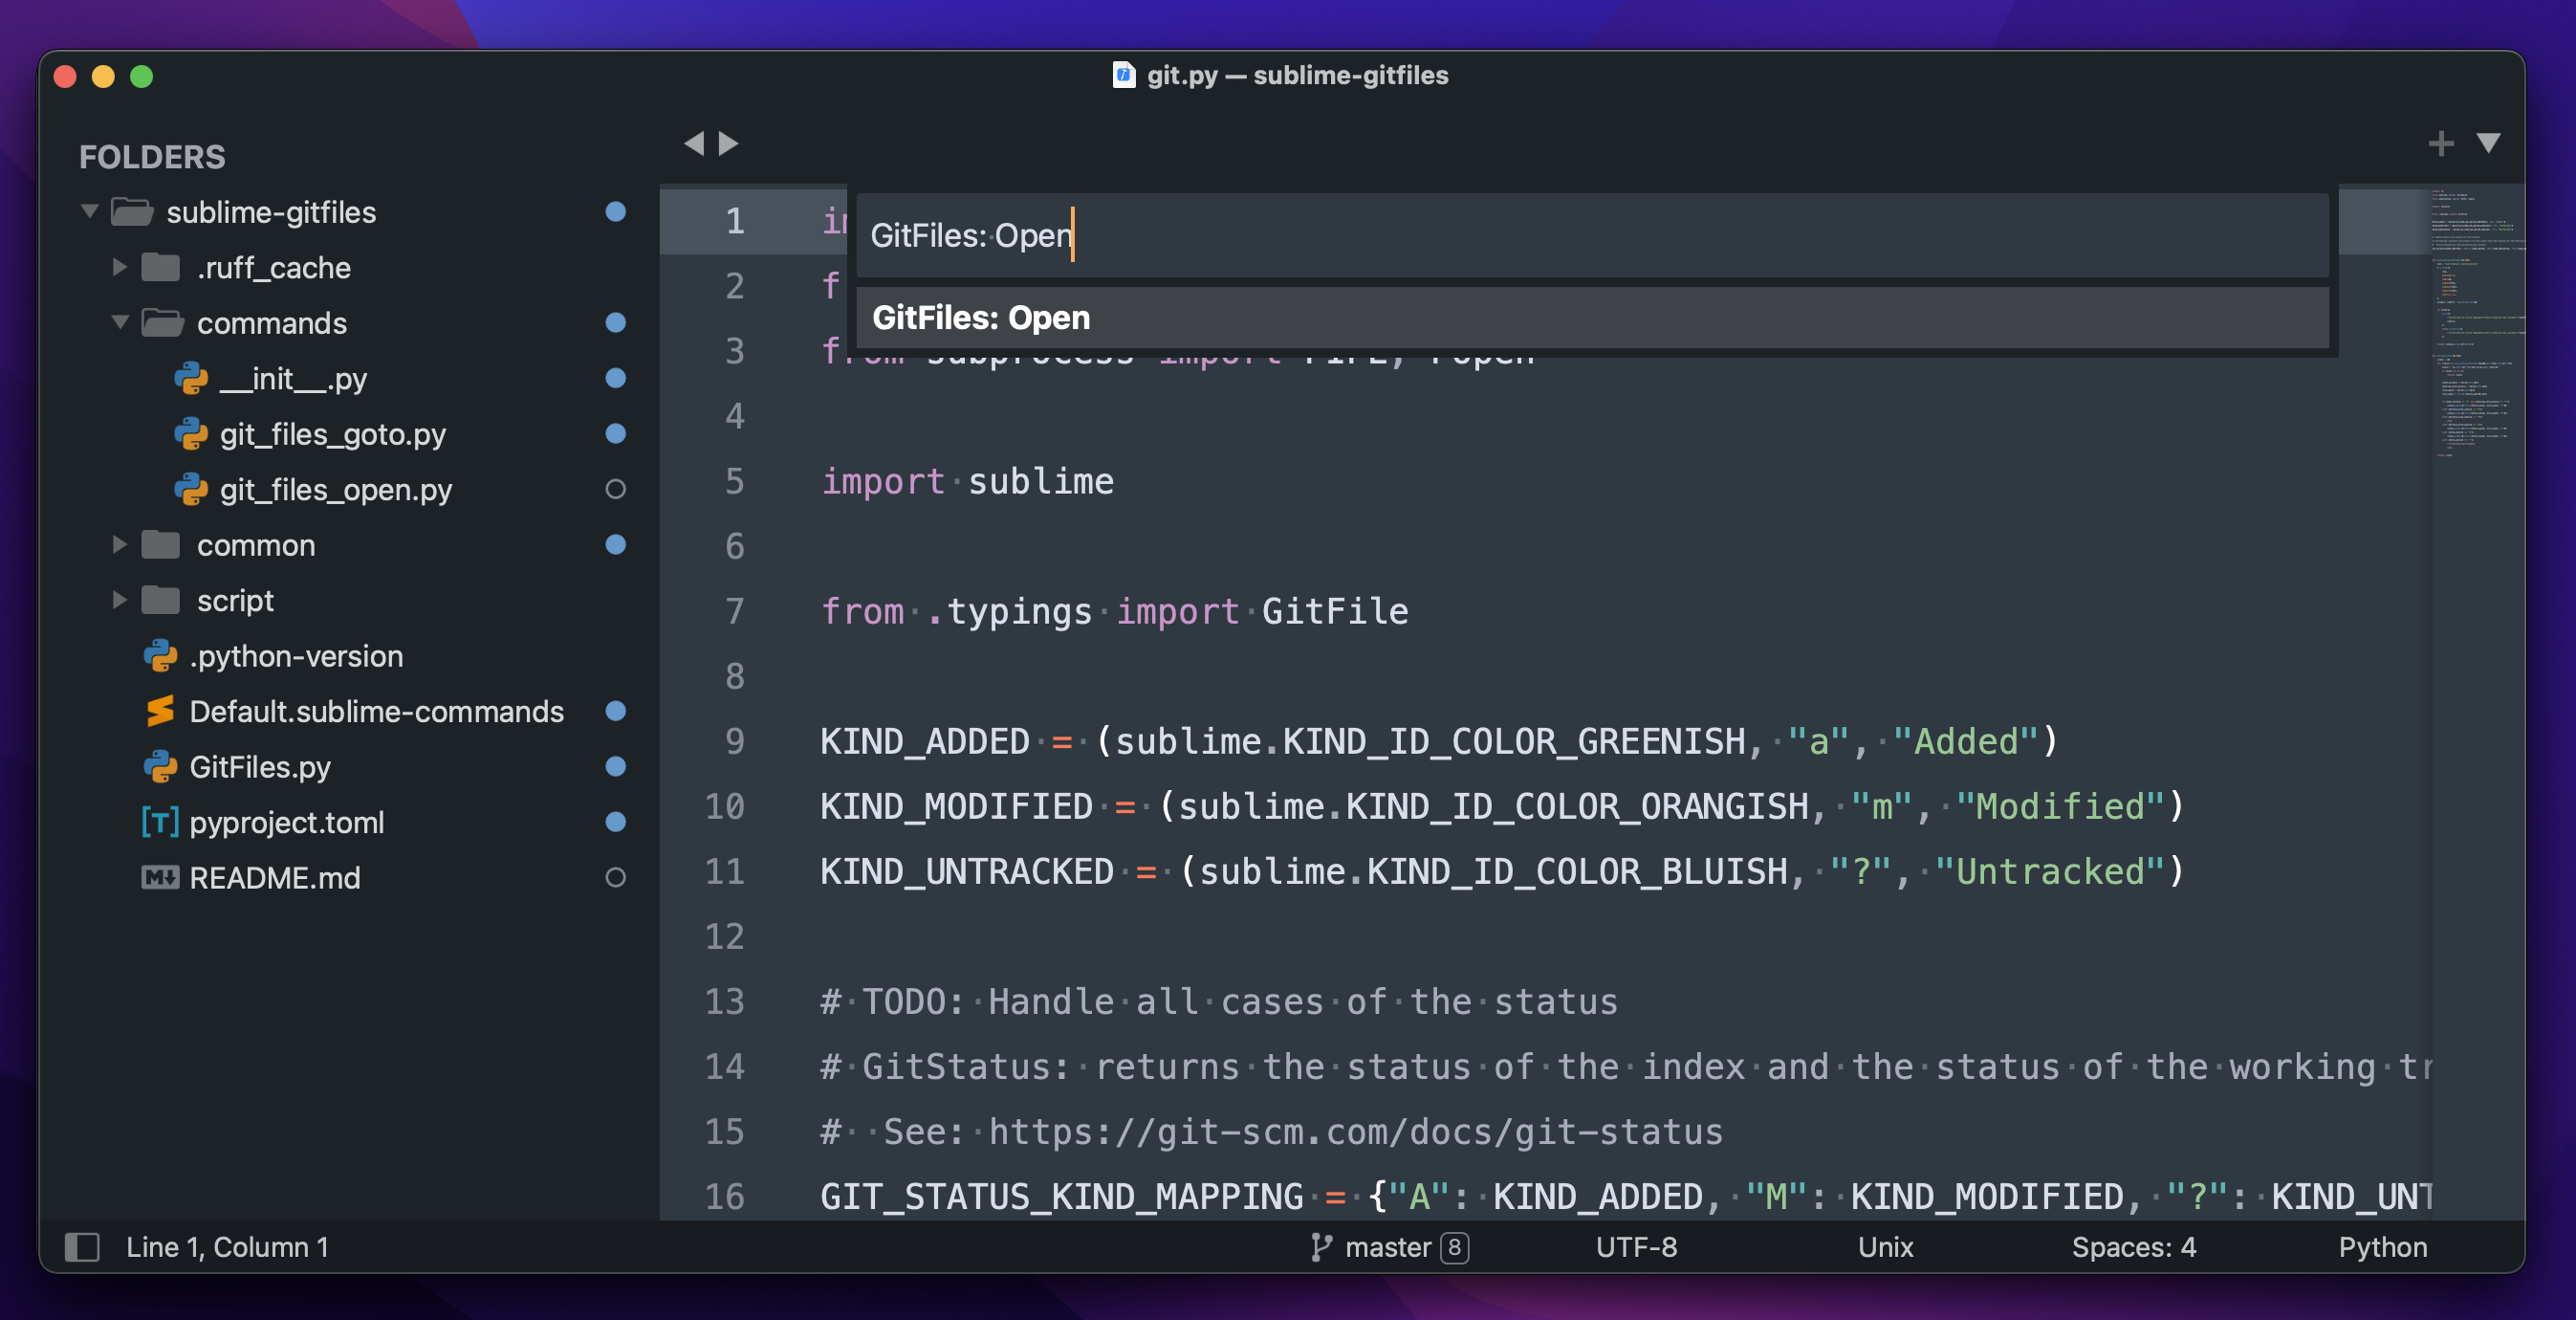 git.py — sublime-gitfiles
FOLDERS
sublime-gitfiles
.ruff_cache
commands
__init__.py
git_files_goto.py
git_files_open.py
common
script
.python-version
Default.sublime-commands
GitFiles.py
[T] pyproject.toml
M README.md
GitFiles: Open
GitFiles: Open
1
2 f
3 from subprocess import PIPE, Popen
4
5 import sublime
6
7 from .typings import GitFile
8
9 KIND_ADDED = (sublime.KIND_ID_COLOR_GREENISH, "a", "Added")
10 KIND_MODIFIED = (sublime.KIND_ID_COLOR_ORANGISH, "m", "Modified")
11 KIND_UNTRACKED = (sublime.KIND_ID_COLOR_BLUISH, "?", "Untracked")
12
13 # TODO: Handle all cases of the status
14 # GitStatus: returns the status of the index and the status of the working tr
15 #  See: https://git-scm.com/docs/git-status
16 GIT_STATUS_KIND_MAPPING = {"A": KIND_ADDED, "M": KIND_MODIFIED, "?": KIND_UNT
Line 1, Column 1
master 8
UTF-8
Unix
Spaces: 4
Python